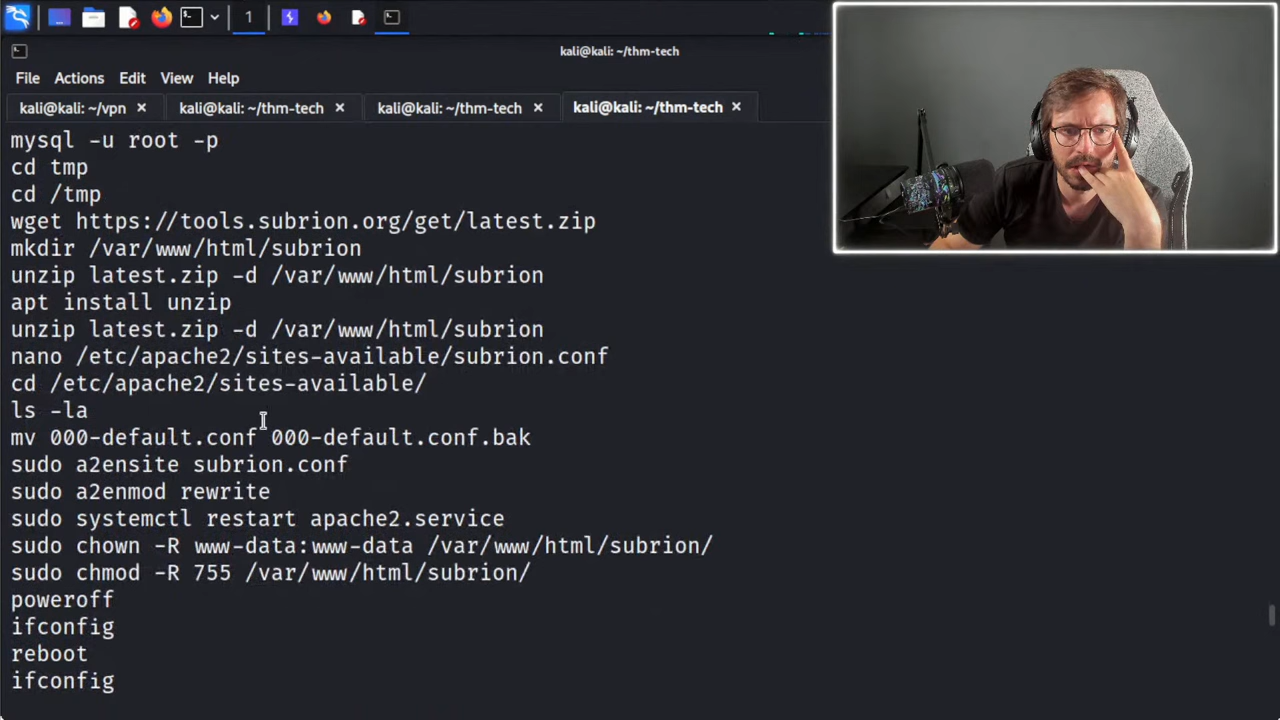 1
kali@kali: ~/thm-tech
File Actions Edit View Help
kali@kali: ~/vpn kali@kali: ~/thm-tech kali@kali: ~/thm-tech kali@kali: ~/thm-tech
mysql -u root -p
cd tmp
cd /tmp
wget https://tools.subrion.org/get/latest.zip
mkdir /var/www/html/subrion
unzip latest.zip -d /var/www/html/subrion
apt install unzip
unzip latest.zip -d /var/www/html/subrion
nano /etc/apache2/sites-available/subrion.conf
cd /etc/apache2/sites-available/
ls -la
mv 000-default.conf 000-default.conf.bak
sudo a2ensite subrion.conf
sudo a2enmod rewrite
sudo systemctl restart apache2.service
sudo chown -R www-data:www-data /var/www/html/subrion/
sudo chmod -R 755 /var/www/html/subrion/
poweroff
ifconfig
reboot
ifconfig